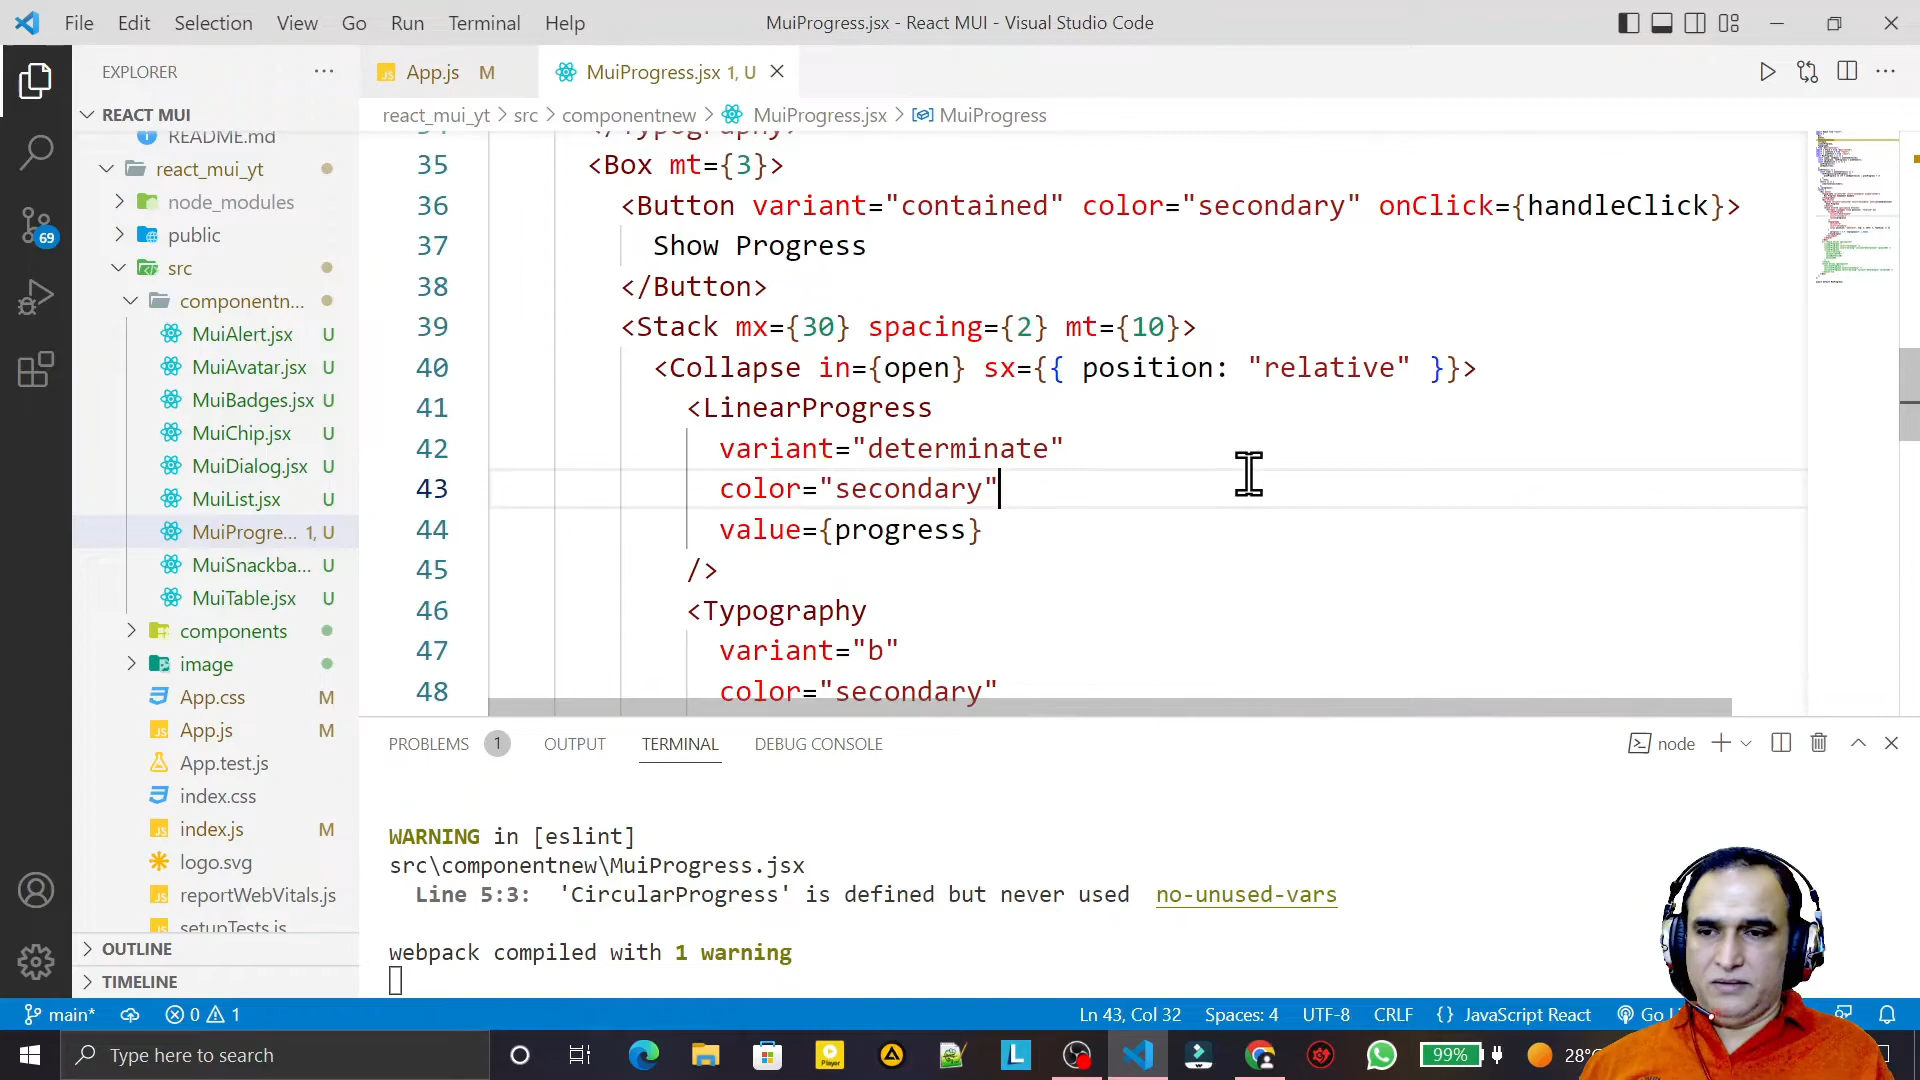 File Edit Selection View Go Run Terminal Help MuiProgress.jsx - React MUI - Visual Studio Code
EXPLORER
App.js M
MuiProgress.jsx 1, U
REACT MUI
react_mui_yt > src > componentnew > MuiProgress.jsx > MuiProgress
README.md
react_mui_yt
node_modules
public
src
componentn...
MuiAlert.jsx U
MuiAvatar.jsx U
MuiBadges.jsx U
MuiChip.jsx U
MuiDialog.jsx U
MuiList.jsx U
MuiProgre... 1, U
MuiSnackba... U
MuiTable.jsx U
components
image
App.css M
App.js M
App.test.js
index.css
index.js M
logo.svg
reportWebVitals.js
setupTests.js
OUTLINE
TIMELINE
69
</Typography>
35 <Box mt={3}>
36 <Button variant="contained" color="secondary" onClick={handleClick}>
37 Show Progress
38 </Button>
39 <Stack mx={30} spacing={2} mt={10}>
40 <Collapse in={open} sx={{ position: "relative" }}>
41 <LinearProgress
42 variant="determinate"
43 color="secondary"
44 value={progress}
45 />
46 <Typography
47 variant="b"
48 color="secondary"
PROBLEMS 1 OUTPUT TERMINAL DEBUG CONSOLE
node
WARNING in [eslint]
src\componentnew\MuiProgress.jsx
Line 5:3: 'CircularProgress' is defined but never used no-unused-vars
webpack compiled with 1 warning
main* 0 1 Ln 43, Col 32 Spaces: 4 UTF-8 CRLF {} JavaScript React Go
Type here to search
Player
L
99%
28°